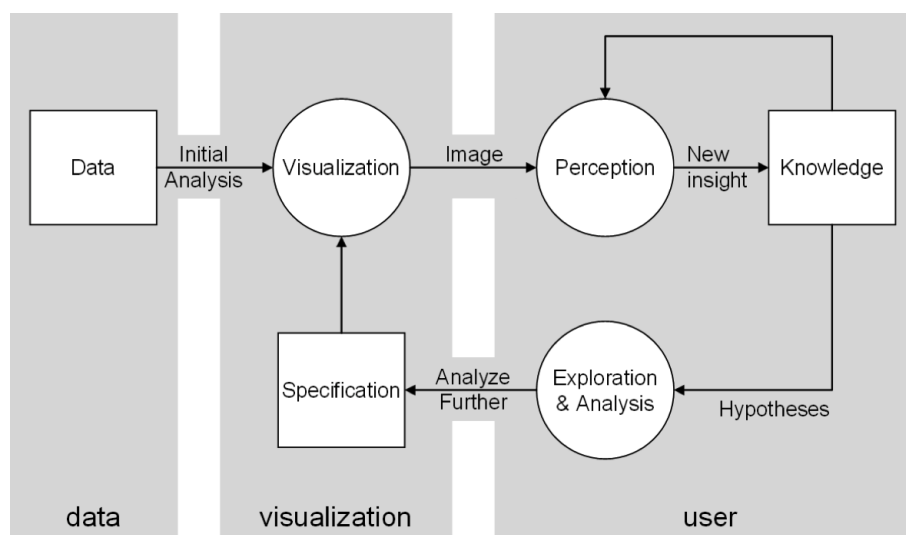 Data
Initial
Analysis
Visualization
Image
Perception
New
insight
Knowledge
Specification
Analyze
Further
Exploration
& Analysis
Hypotheses
data
visualization
user